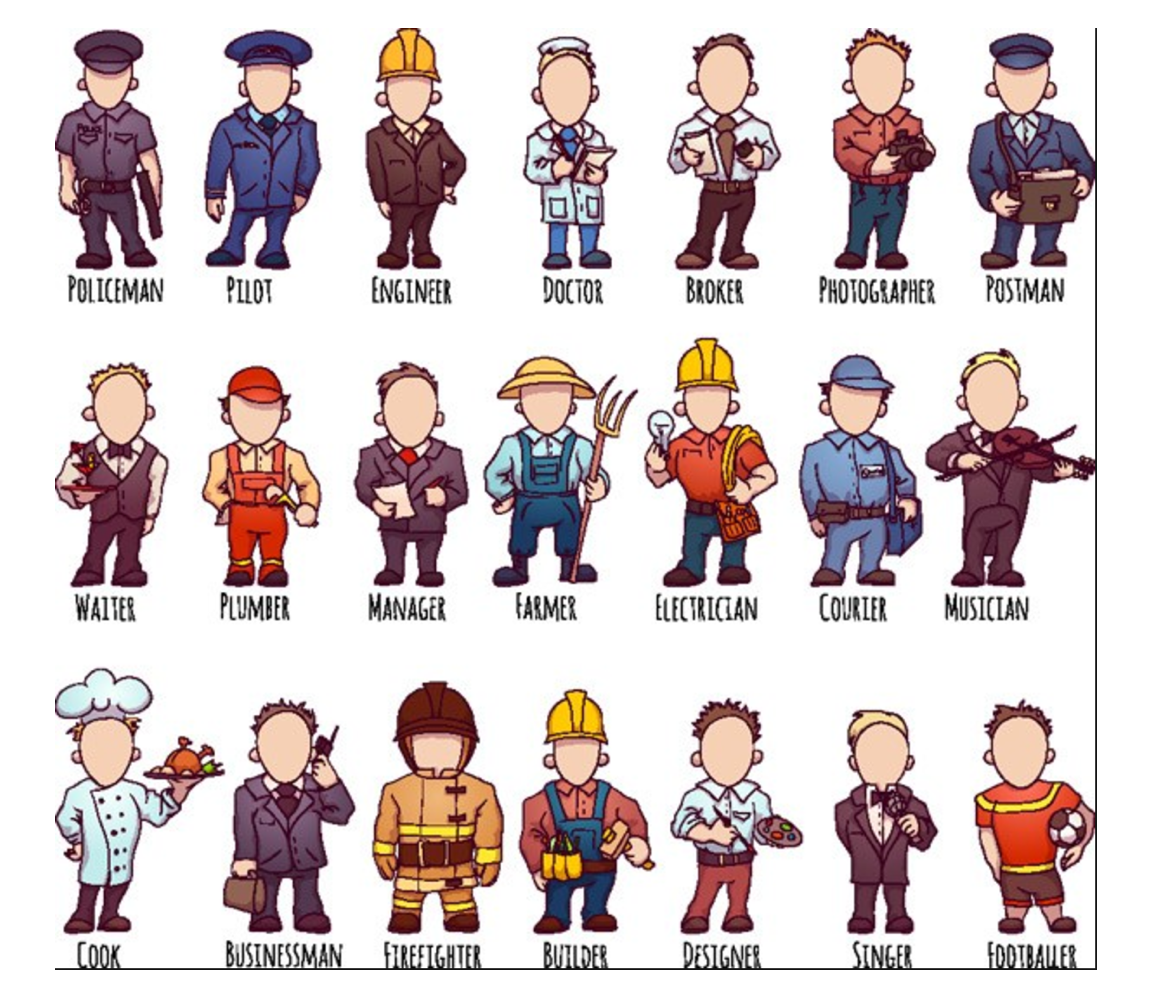 POLICE
POLICEMAN
PILOT
ENGINEER
DOCTOR
BROKER
PHOTOGRAPHER
POSTMAN
WAITER
PLUMBER
MANAGER
FARMER
ELECTRICIAN
COURIER
MUSICIAN
COOK
BUSINESSMAN
FIREFIGHTER
BUILDER
DESIGNER
SINGER
FOOTBALLER